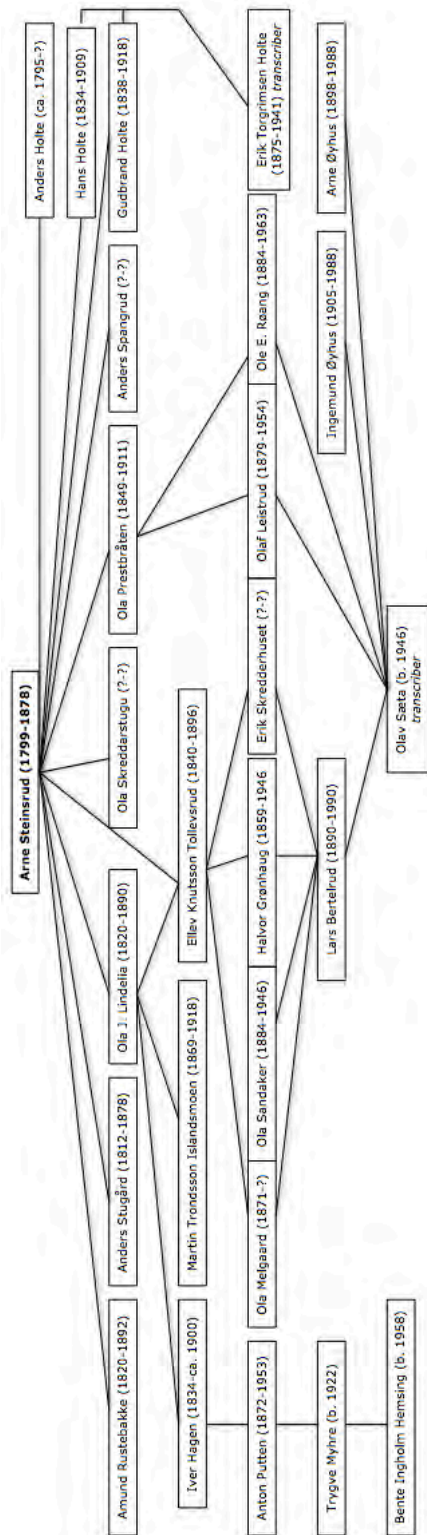 Arne Steinsrud (1799-1878)
Anders Holte (ca. 1795-?)
Hans Holte (1834-1909)
Amund Rustebakke (1820-1892)
Anders Stugård (1812-1878)
Ola J. Lindelia (1820-1890)
Ola Skreddarstugu (?-?)
Ola Prestbråten (1849-1911)
Anders Spangrud (?-?)
Gudbrand Holte (1838-1918)
Iver Hagen (1834-ca. 1900)
Martin Trondsson Islandsmoen (1869-1918)
Ellev Knutsson Tollevsrud (1840-1896)
Anton Putten (1872-1953)
Ola Melgaard (1871-?)
Ola Sandaker (1884-1946)
Halvor Grønhaug (1859-1946
Erik Skredderhuset (?-?)
Olaf Leistrud (1879-1954)
Ole E. Røang (1884-1963)
Erik Torgrimsen Holte
(1875-1941) transcriber
Trygve Myhre (b. 1922)
Lars Bertelrud (1890-1990)
Ingemund Øyhus (1905-1988)
Arne Øyhus (1898-1988)
Bente Ingholm Hemsing (b. 1958)
Olav Sæta (b. 1946)
transcriber